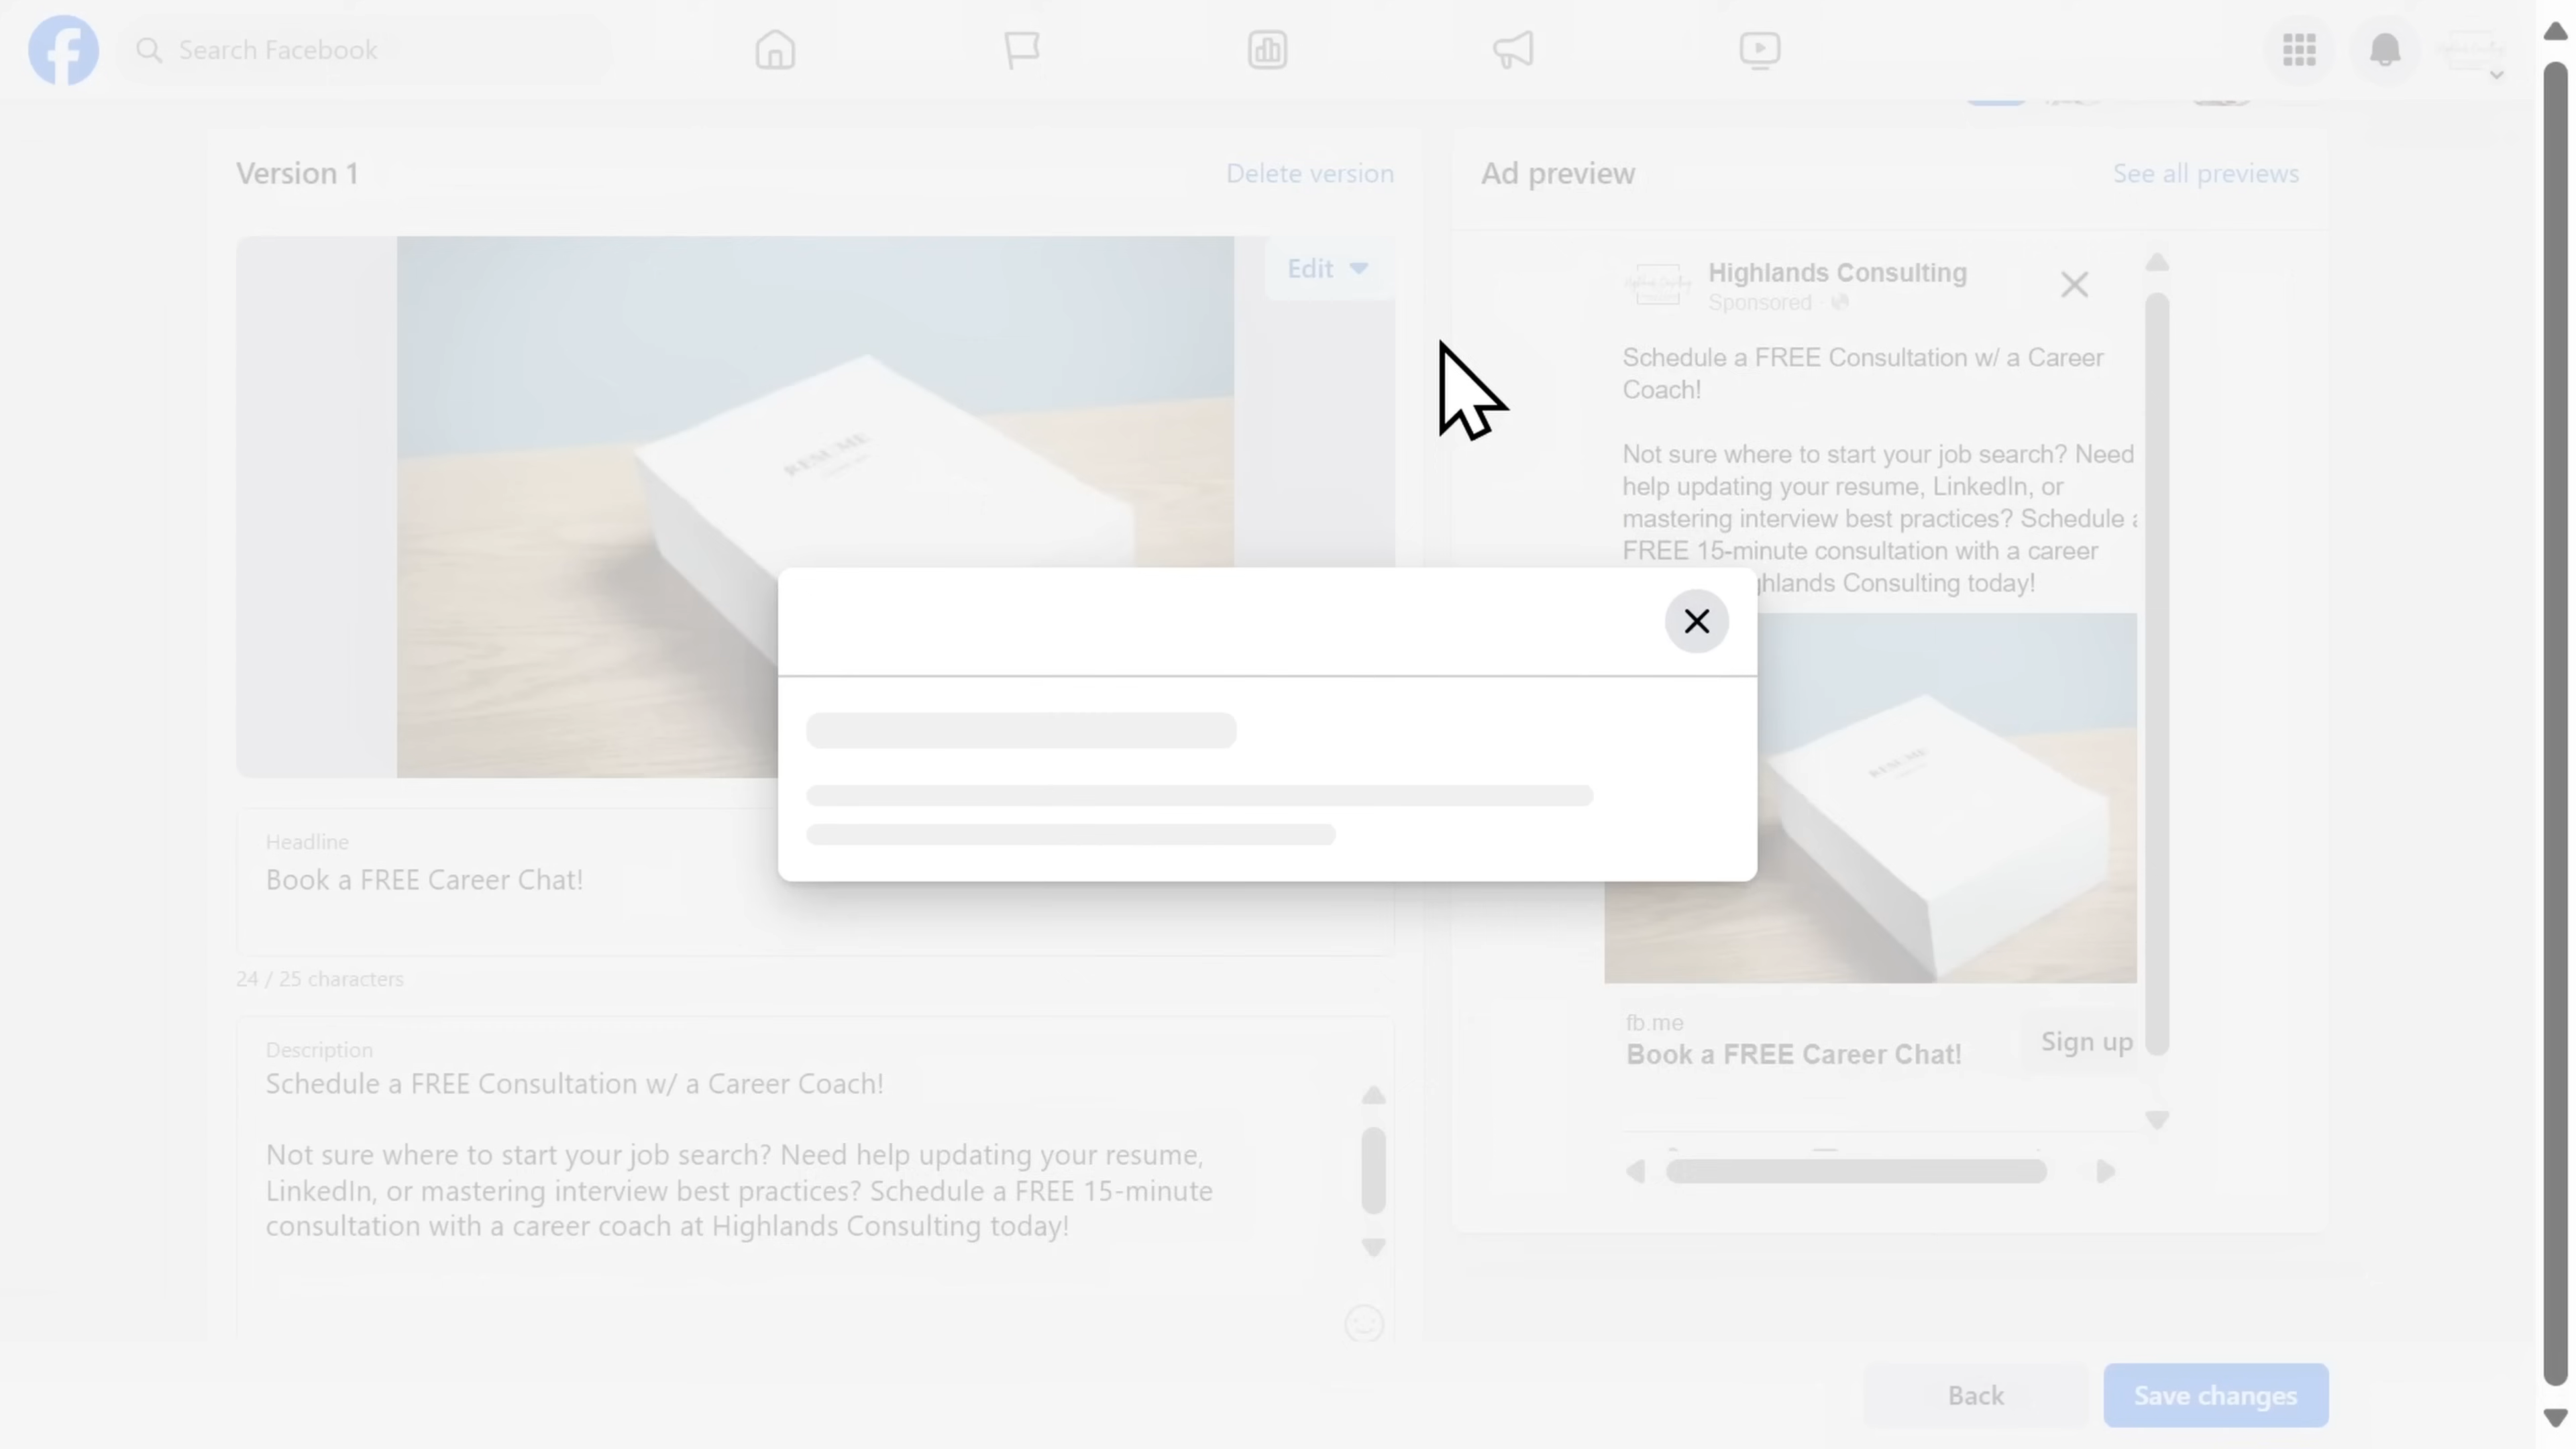 Search Facebook
Version 1
Delete version
Edit
RESUME
Headline
Book a FREE Career Chat!
24 / 25 characters
Description
Schedule a FREE Consultation w/ a Career Coach!
Not sure where to start your job search? Need help updating your resume,
LinkedIn, or mastering interview best practices? Schedule a FREE 15-minute
consultation with a career coach at Highlands Consulting today!
Ad preview
See all previews
Highlands Consulting
Sponsored ·
Schedule a FREE Consultation w/ a Career
Coach!
Not sure where to start your job search? Need
help updating your resume, LinkedIn, or
mastering interview best practices? Schedule a
FREE 15-minute consultation with a career
ghlands Consulting today!
RESUME
fb.me
Book a FREE Career Chat!
Sign up
Back
Save changes